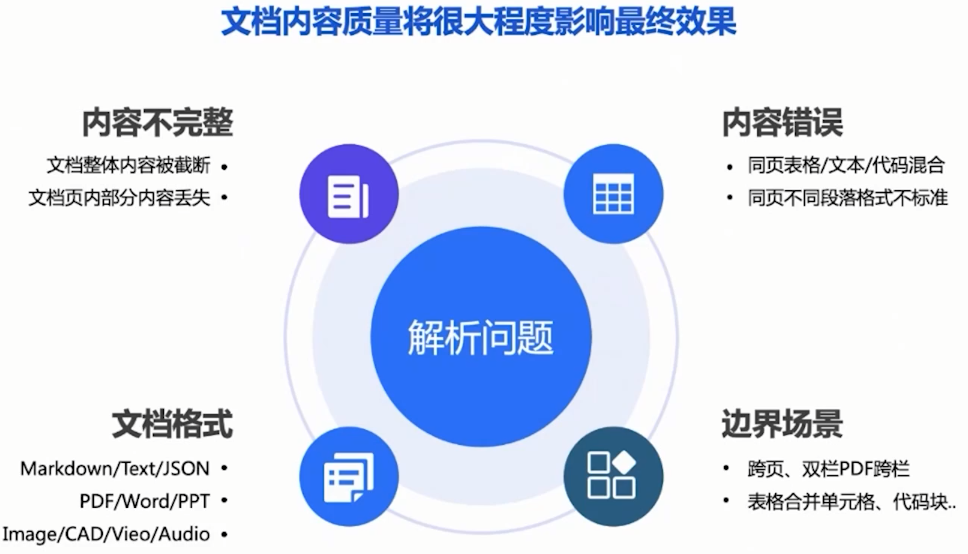 文档内容质量将很大程度影响最终效果
内容不完整
文档整体内容被截断 •
文档页内部分内容丢失 •
内容错误
• 同页表格/文本/代码混合
• 同页不同段落格式不标准
解析问题
文档格式
Markdown/Text/JSON •
PDF/Word/PPT •
Image/CAD/Vieo/Audio •
边界场景
• 跨页、双栏PDF跨栏
• 表格合并单元格、代码块..